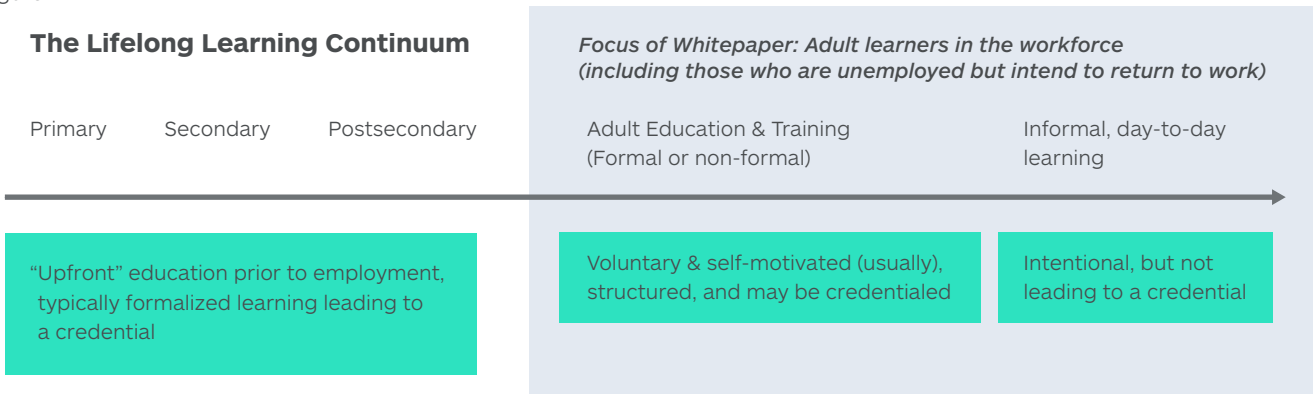 The Lifelong Learning Continuum
Focus of Whitepaper: Adult learners in the workforce
(including those who are unemployed but intend to return to work)
Primary
Secondary
Postsecondary
Adult Education & Training
(Formal or non-formal)
Informal, day-to-day
learning
“Upfront” education prior to employment,
typically formalized learning leading to
a credential
Voluntary & self-motivated (usually),
structured, and may be credentialed
Intentional, but not
leading to a credential